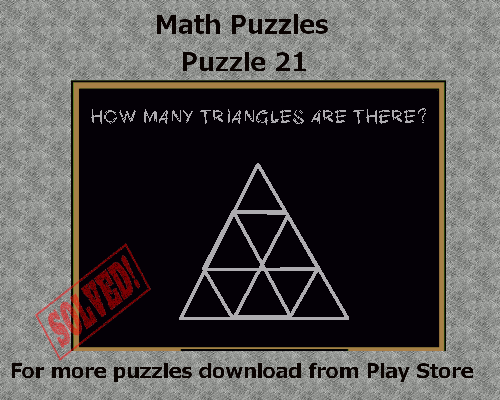 Math Puzzles
Puzzle 21
HOW MANY TRIANGLES ARE THERE?
SOLVED!
For more puzzles download from Play Store